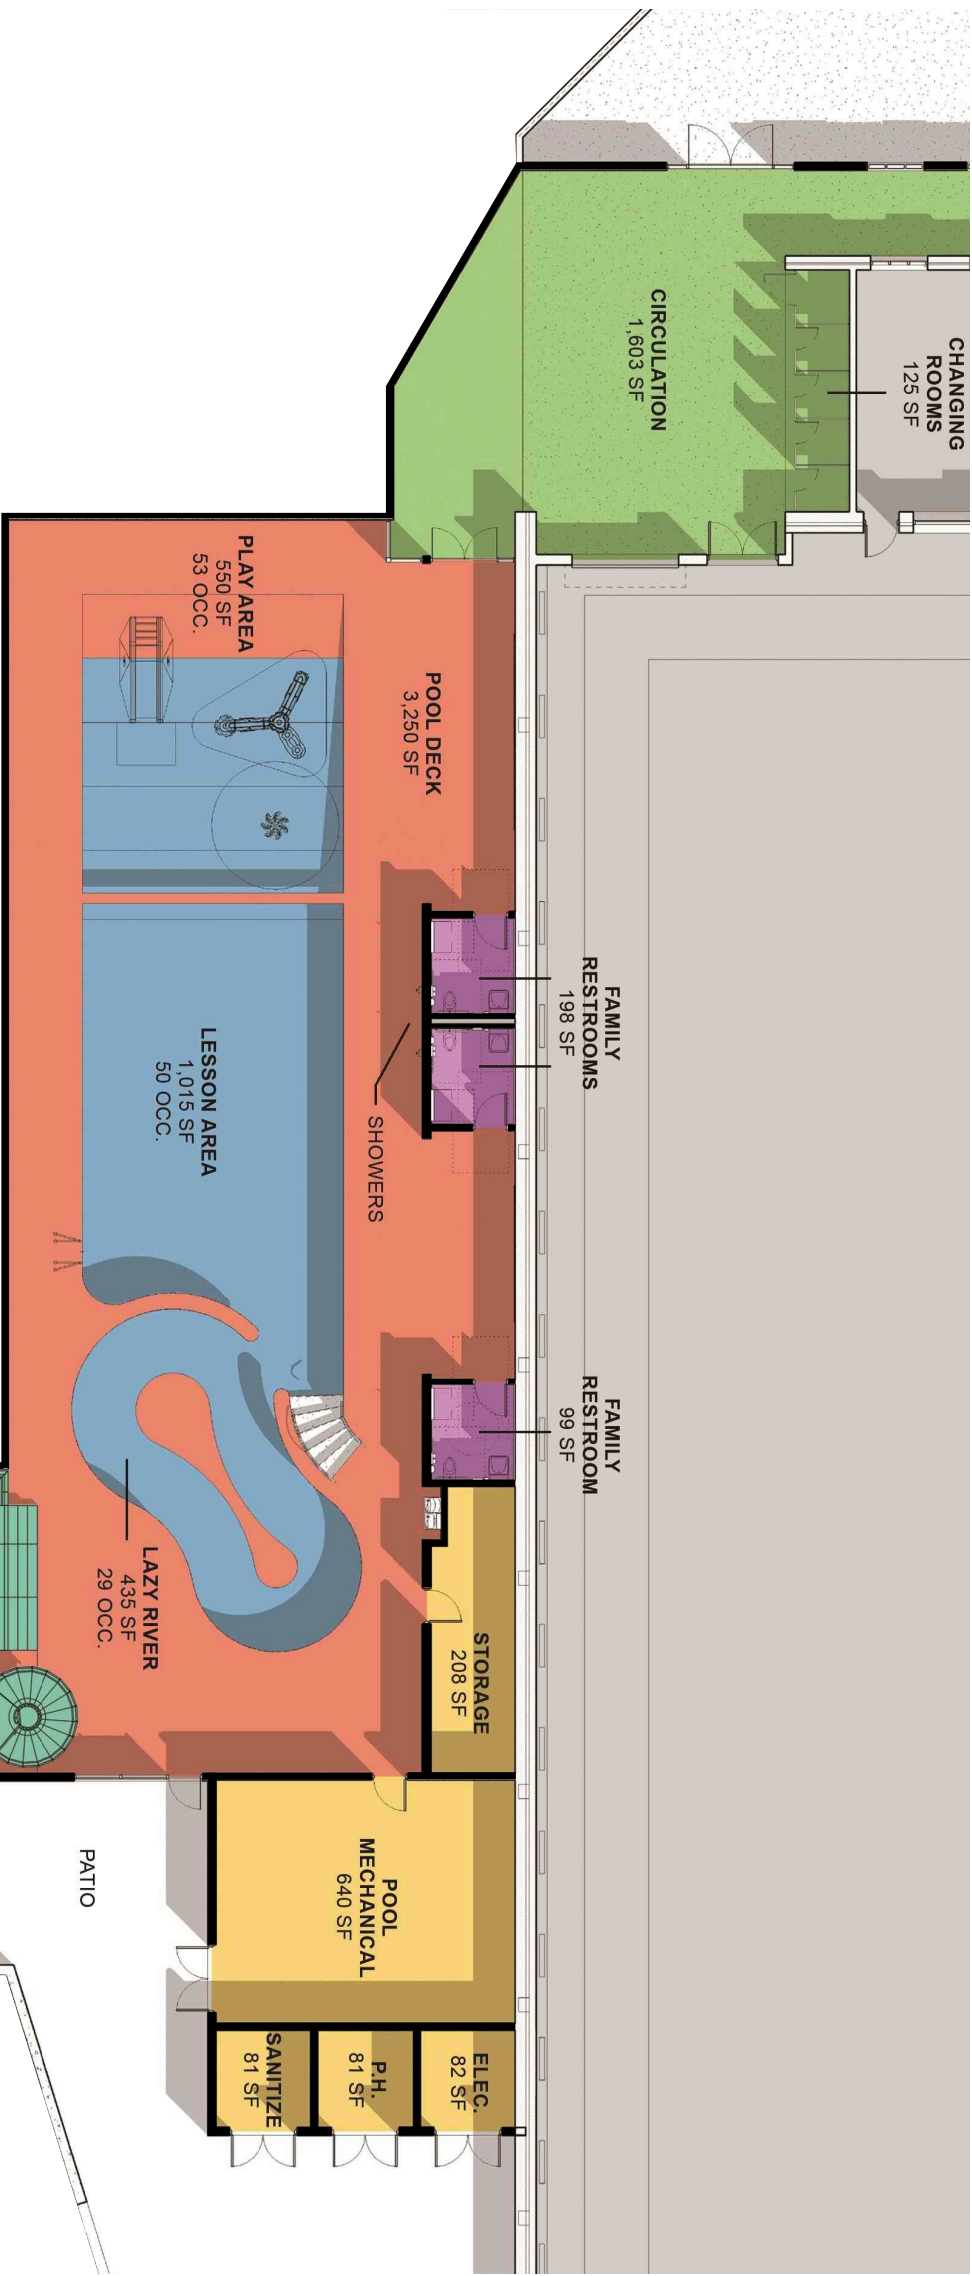 CHANGING
ROOMS
125 SF
CIRCULATION
1,603 SF
PLAY AREA
550 SF
53 OCC.
POOL DECK
3,250 SF
FAMILY
RESTROOMS
198 SF
LESSON AREA
1,015 SF
50 OCC.
SHOWERS
FAMILY
RESTROOM
99 SF
LAZY RIVER
435 SF
29 OCC.
STORAGE
208 SF
POOL
MECHANICAL
640 SF
PATIO
ELEC.
82 SF
P.H.
81 SF
SANITIZE
81 SF